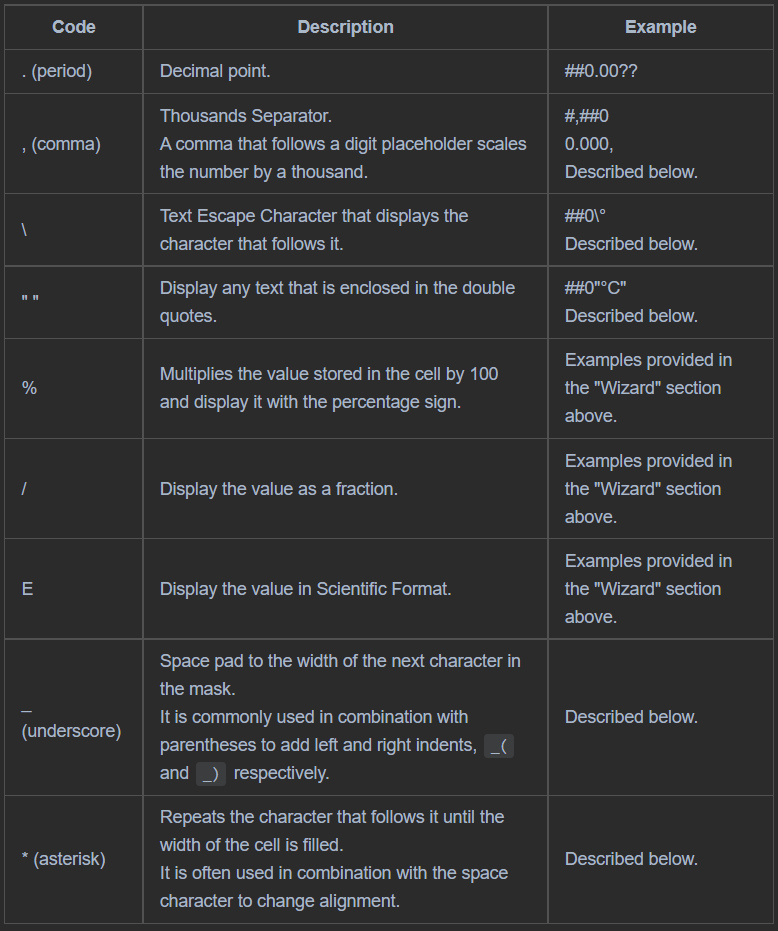 Code Description Example
. (period) Decimal point. ##0.00??
, (comma)
Thousands Separator.
A comma that follows a digit placeholder scales
the number by a thousand.
#,##0
0.000,
Described below.
\
Text Escape Character that displays the
character that follows it.
##0\°
Described below.
" "
Display any text that is enclosed in the double
quotes.
##0"°C"
Described below.
%
Multiplies the value stored in the cell by 100
and display it with the percentage sign.
Examples provided in
the "Wizard" section
above.
/
Display the value as a fraction.
Examples provided in
the "Wizard" section
above.
E
Display the value in Scientific Format.
Examples provided in
the "Wizard" section
above.
_
(underscore)
Space pad to the width of the next character in
the mask.
It is commonly used in combination with
parentheses to add left and right indents, _(
and _) respectively.
Described below.
* (asterisk)
Repeats the character that follows it until the
width of the cell is filled.
It is often used in combination with the space
character to change alignment.
Described below.